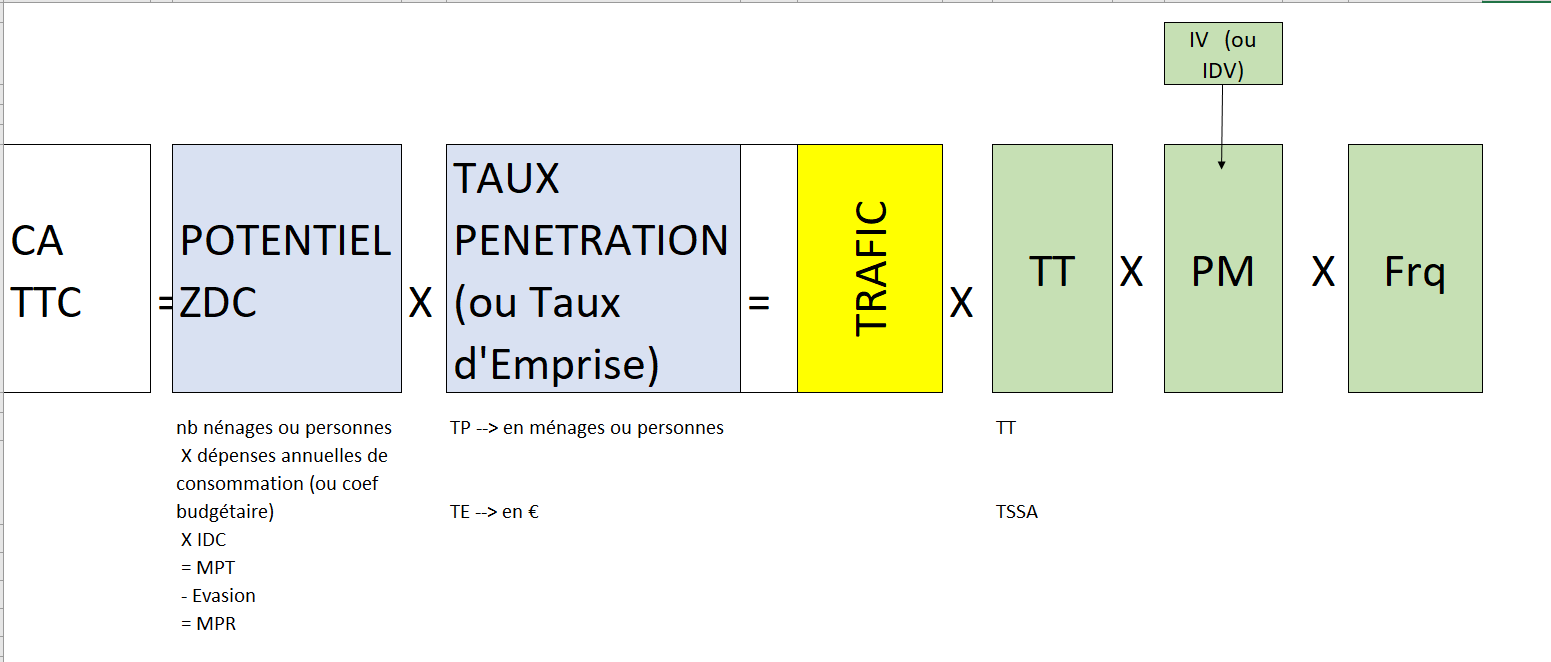 IV (ou
IDV)
CA
TTC
=
POTENTIEL
ZDC
X
TAUX
PENETRATION
(ou Taux
d'Emprise)
=
TRAFIC
X
TT
X
PM
X
Frq
nb nénages ou personnes
X dépenses annuelles de
consommation (ou coef
budgétaire)
X IDC
= MPT
- Evasion
= MPR
TP --> en ménages ou personnes
TE --> en €
TT
TSSA